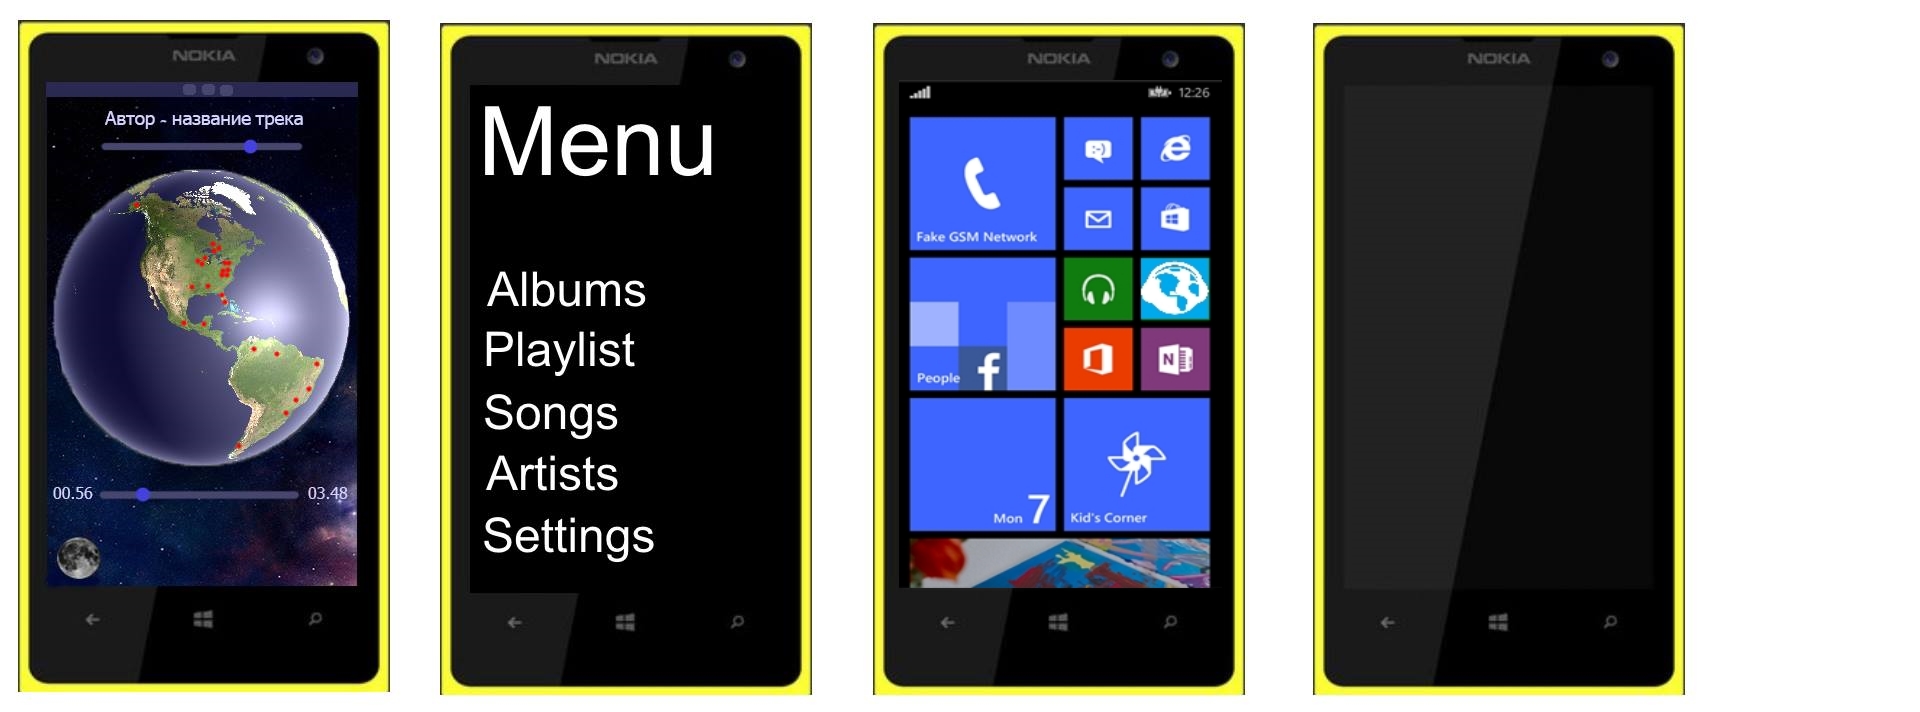 NOKIA
Автор - название трека
00.56
03.48
NOKIA
Menu
Albums
Playlist
Songs
Artists
Settings
NOKIA
12:26
Fake GSM Network
People
f
N
Mon 7
Kid's Corner
NOKIA